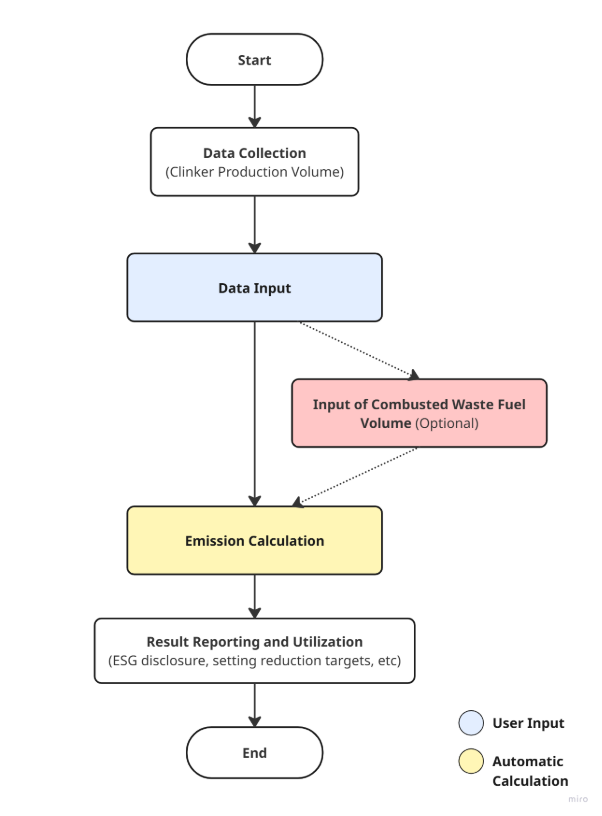 Start
Data Collection
(Clinker Production Volume)
Data Input
Input of Combusted Waste Fuel
Volume (Optional)
Emission Calculation
Result Reporting and Utilization
(ESG disclosure, setting reduction targets, etc)
End
User Input
Automatic
Calculation
miro